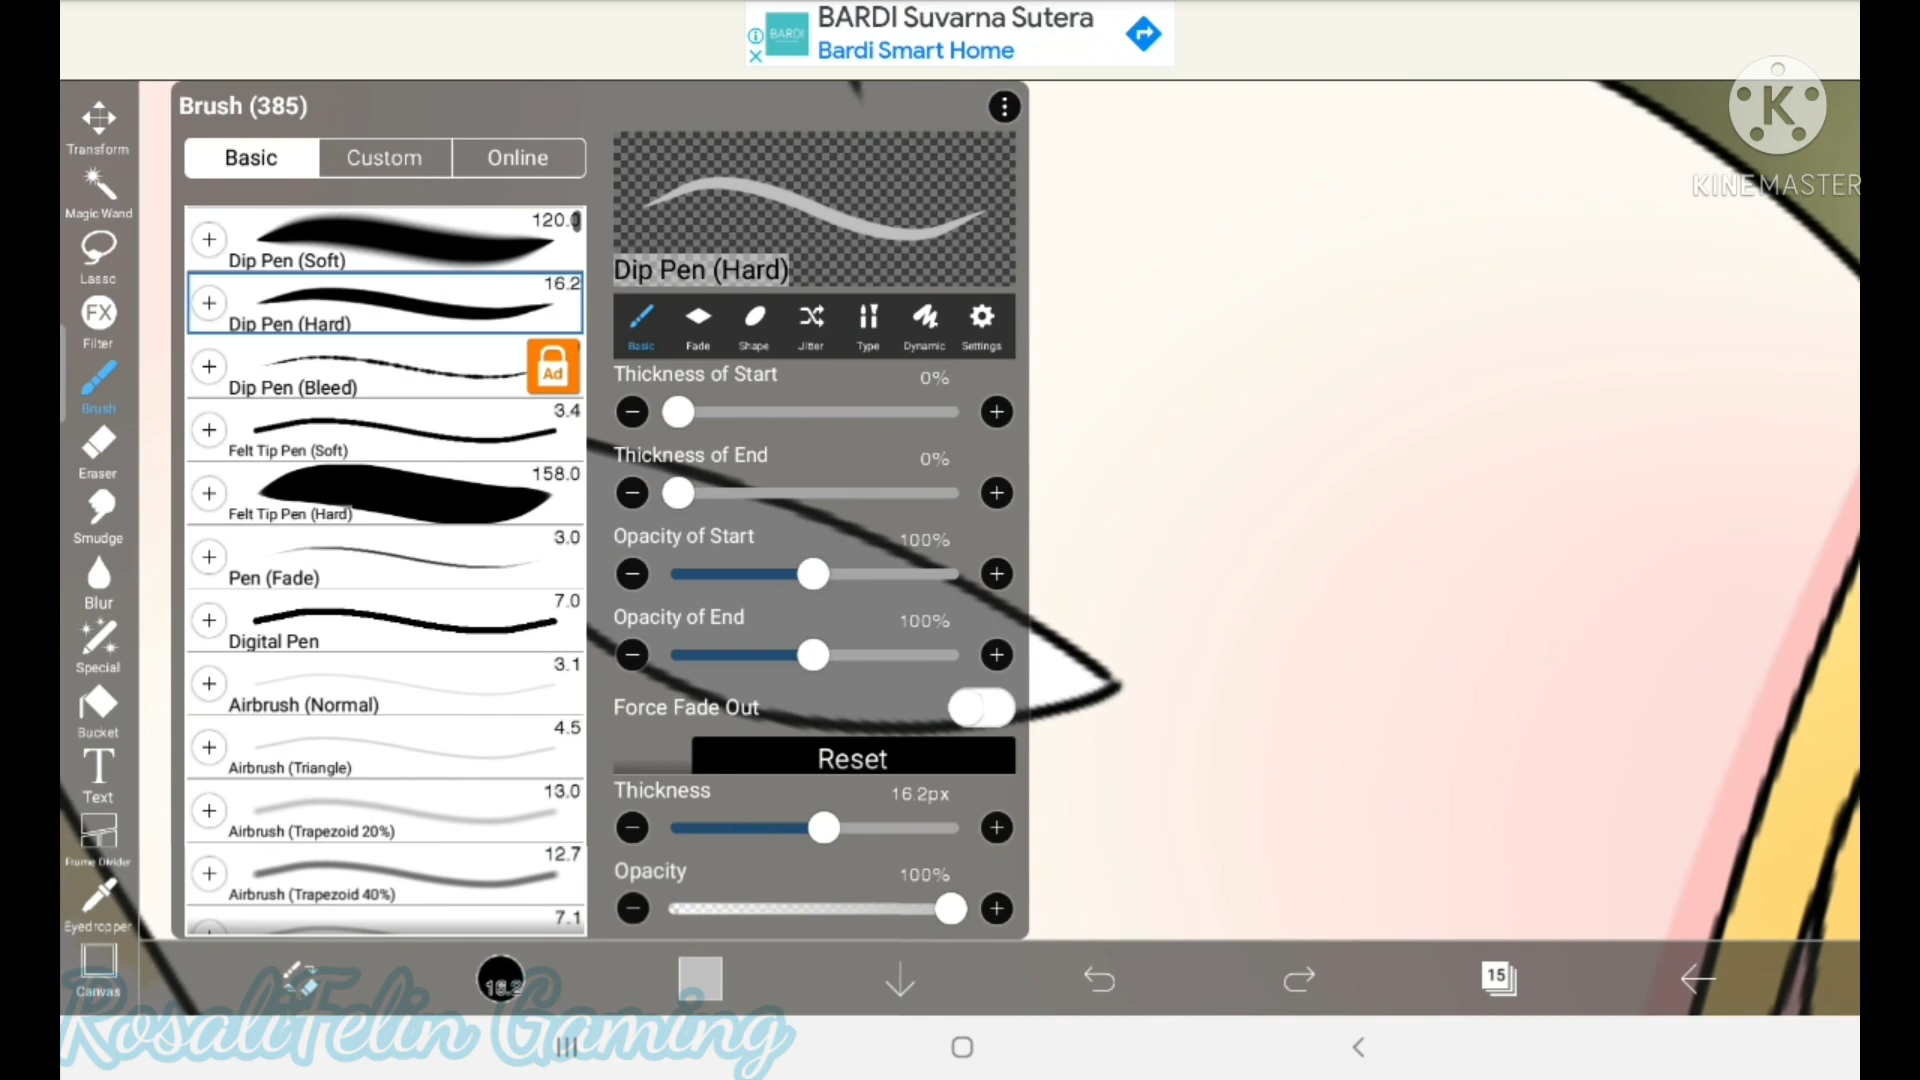 BARDI Suvarna Sutera
BARDI
Bardi Smart Home
K
KINEMASTER
Transform
Magic Wand
Lasso
FX
Filter
Brush
Eraser
Smudge
Blur
Special
Bucket
T
Text
Frame Divider
Eyedropper
Canvas
Brush (385)
Basic
Custom
Online
120.0
Dip Pen (Soft)
16.2
Dip Pen (Hard)
Ad
Dip Pen (Bleed)
3.4
Felt Tip Pen (Soft)
158.0
Felt Tip Pen (Hard)
3.0
Pen (Fade)
7.0
Digital Pen
3.1
Airbrush (Normal)
4.5
Airbrush (Triangle)
13.0
Airbrush (Trapezoid 20%)
12.7
Airbrush (Trapezoid 40%)
7.1
Dip Pen (Hard)
Basic Fade Shape Jitter Type Dynamic Settings
Thickness of Start 0%
Thickness of End 0%
Opacity of Start 100%
Opacity of End 100%
Force Fade Out
Reset
Thickness 16.2px
Opacity 100%
16.2
15
RosaliFelin Gaming